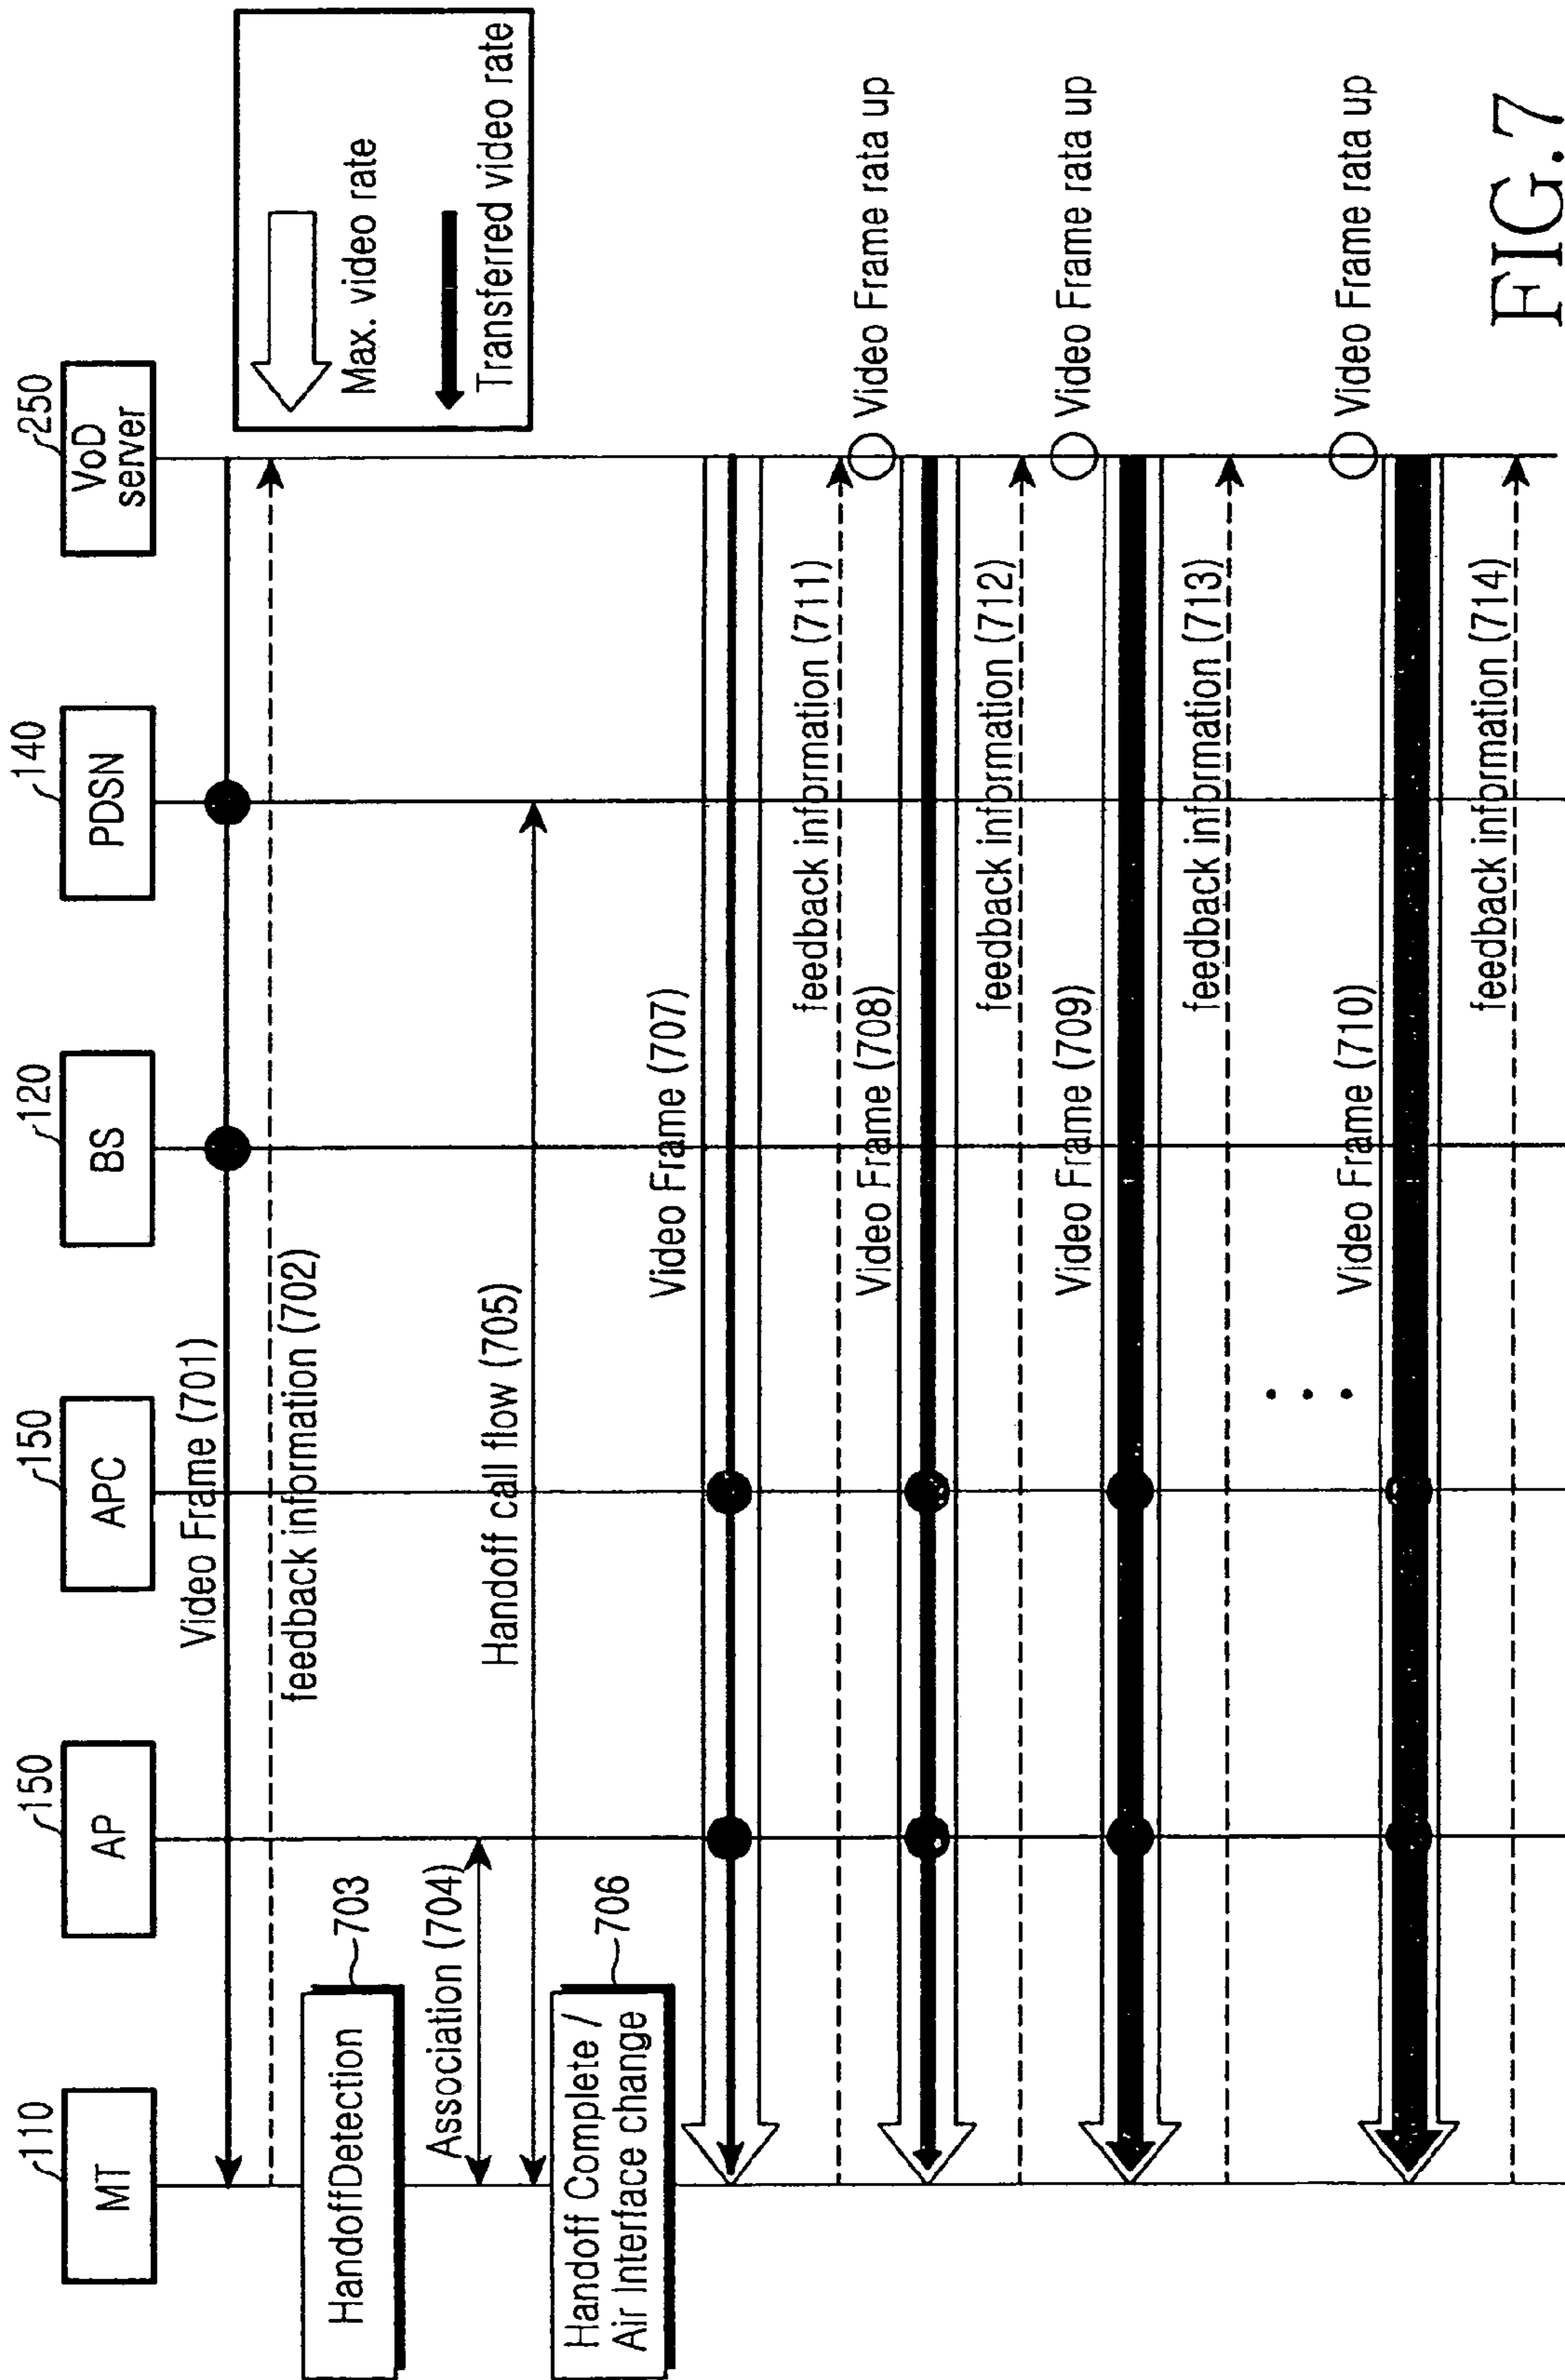 110
MT
150
AP
150
APC
120
BS
140
PDSN
250
VoD
server
Max. video rate
Transferred video rate
Video Frame (701)
feedback information (702)
HandoffDetection
703
Association (704)
Handoff call flow (705)
Handoff Complete /
Air Interface change
706
Video Frame (707)
feedback information (711)
Video Frame rata up
Video Frame (708)
feedback information (712)
Video Frame rata up
Video Frame (709)
feedback information (713)
Video Frame rata up
Video Frame (710)
feedback information (714)
FIG.7